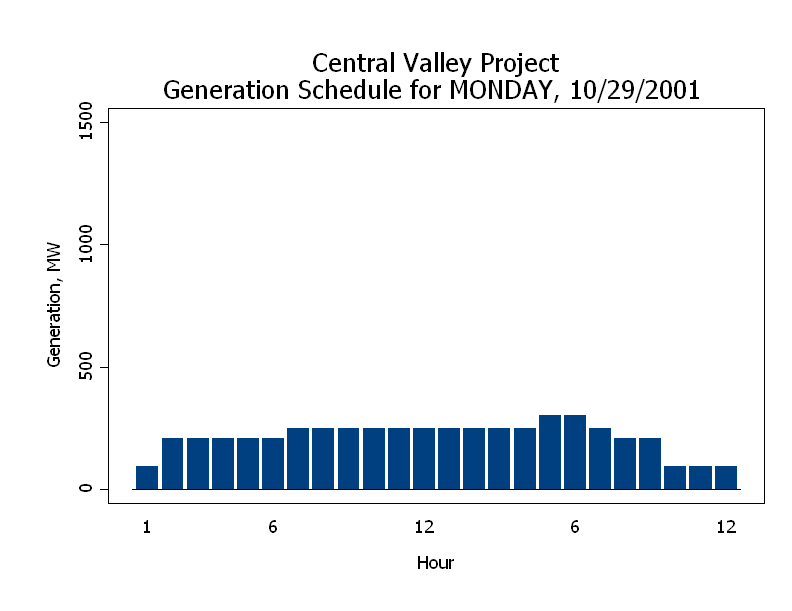 Central Valley Project
Generation Schedule for MONDAY, 10/29/2001
1500
1000
500
0
Generation, MW
1 6 12 6 12
Hour